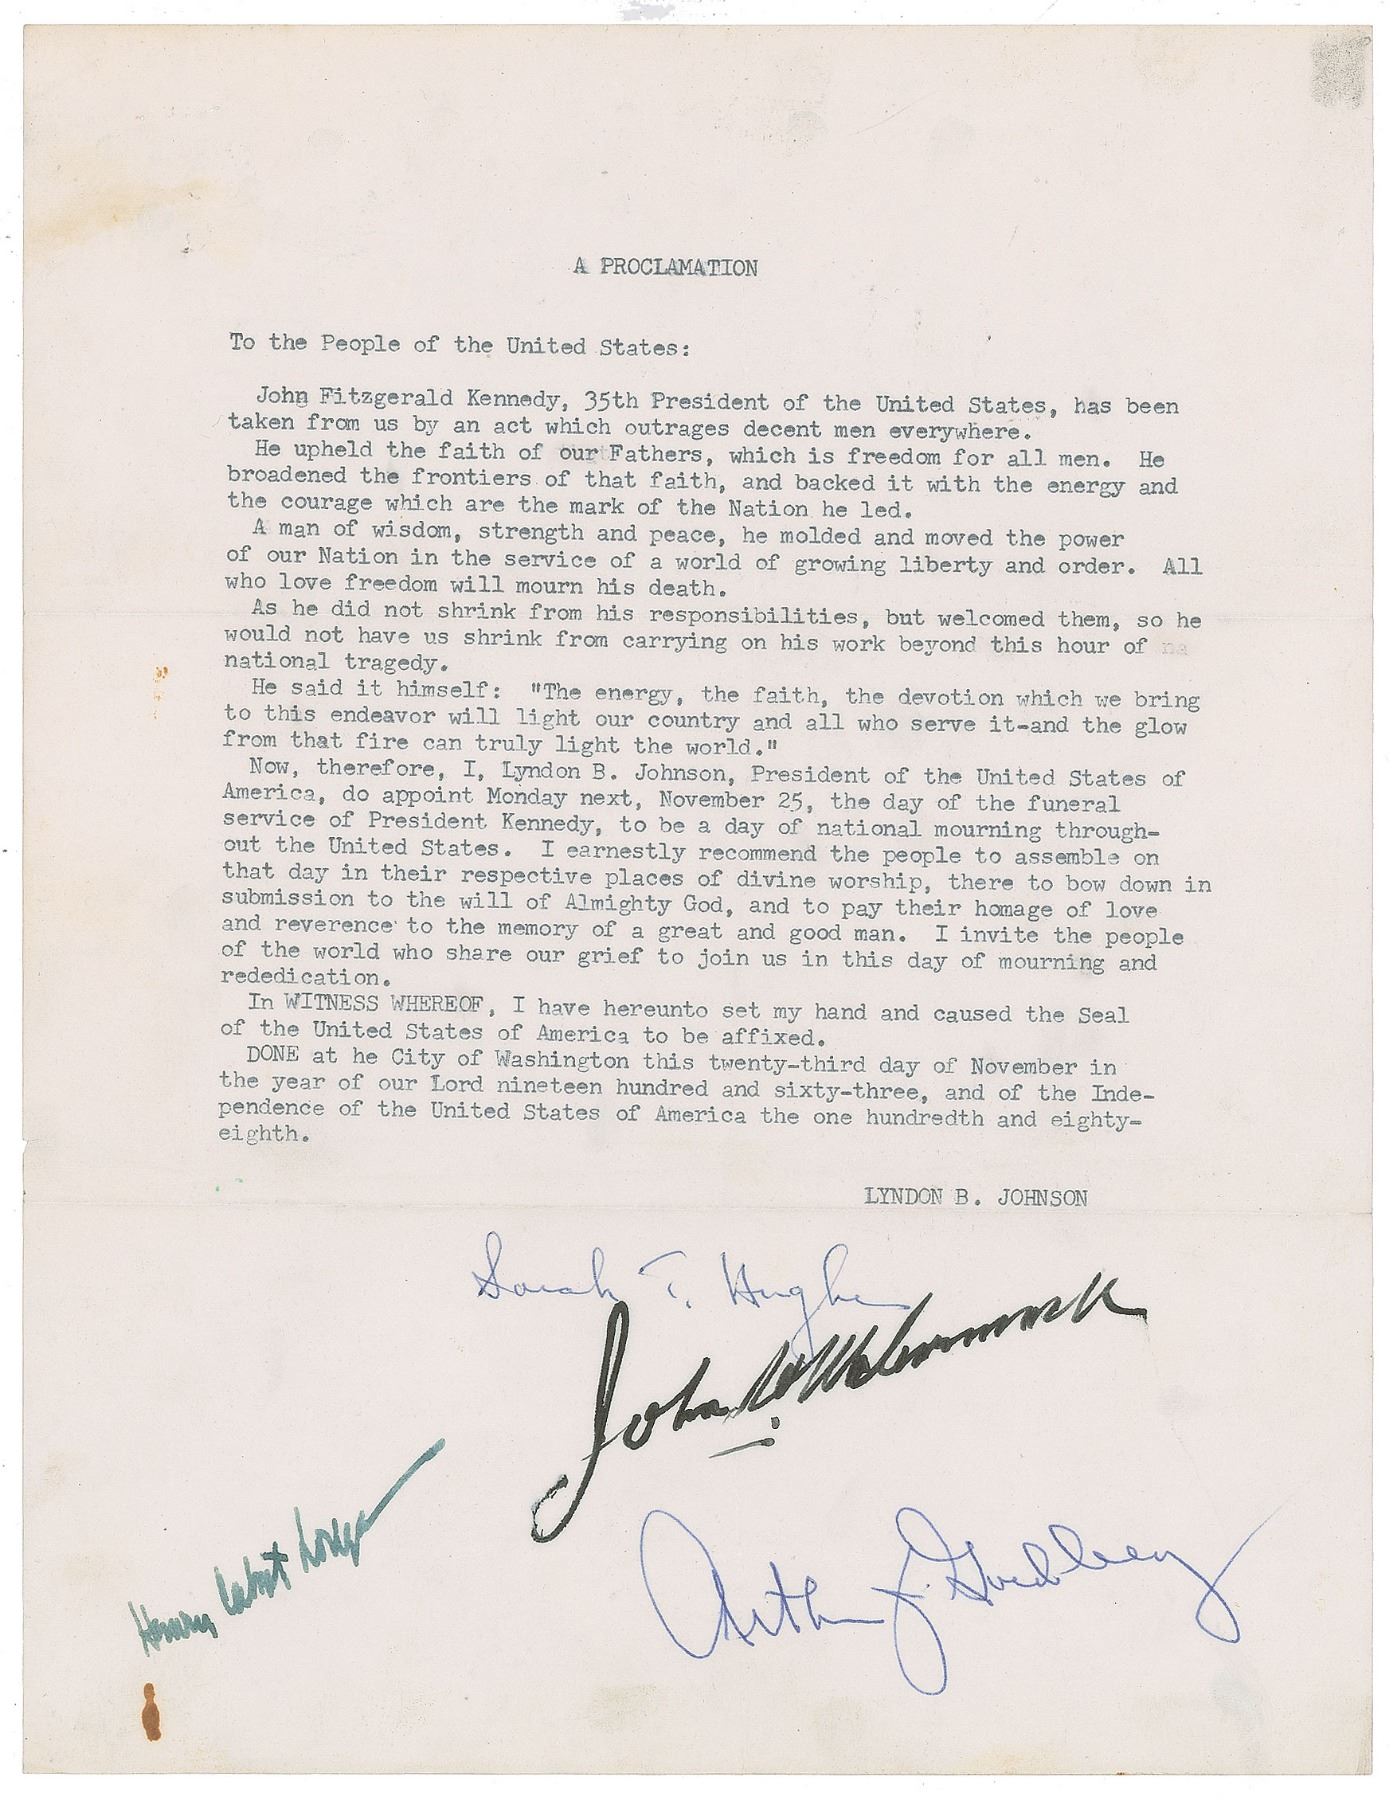 A PROCLAMATION
To the People of the United States:
John Fitzgerald Kennedy, 35th President of the United States, has been
taken from us by an act which outrages decent men everywhere.
He upheld the faith of our Fathers, which is freedom for all men. He
broadened the frontiers of that faith, and backed it with the energy and
the courage which are the mark of the Nation he led.
A man of wisdom, strength and peace, he molded and moved the power
of our Nation in the service of a world of growing liberty and order. All
who love freedom will mourn his death.
As he did not shrink from his responsibilities, but welcomed them, so he
would not have us shrink from carrying on his work beyond this hour of na
national tragedy.
He said it himself: "The energy, the faith, the devotion which we bring
to this endeavor will light our country and all who serve it-and the glow
from that fire can truly light the world."
Now, therefore, I, Lyndon B. Johnson, President of the United States of
America, do appoint Monday next, November 25, the day of the funeral
service of President Kennedy, to be a day of national mourning through-
out the United States. I earnestly recommend the people to assemble on
that day in their respective places of divine worship, there to bow down in
submission to the will of Almighty God, and to pay their homage of love
and reverence to the memory of a great and good man. I invite the people
of the world who share our grief to join us in this day of mourning and
rededication.
In WITNESS WHEREOF, I have hereunto set my hand and caused the Seal
of the United States of America to be affixed.
DONE at he City of Washington this twenty-third day of November in
the year of our Lord nineteen hundred and sixty-three, and of the Inde-
pendence of the United States of America the one hundredth and eighty-
eighth.
LYNDON B. JOHNSON
Sarah T. Hughes
John W McCormack
Henry Cabot Lodge
Arthur J. Goldberg